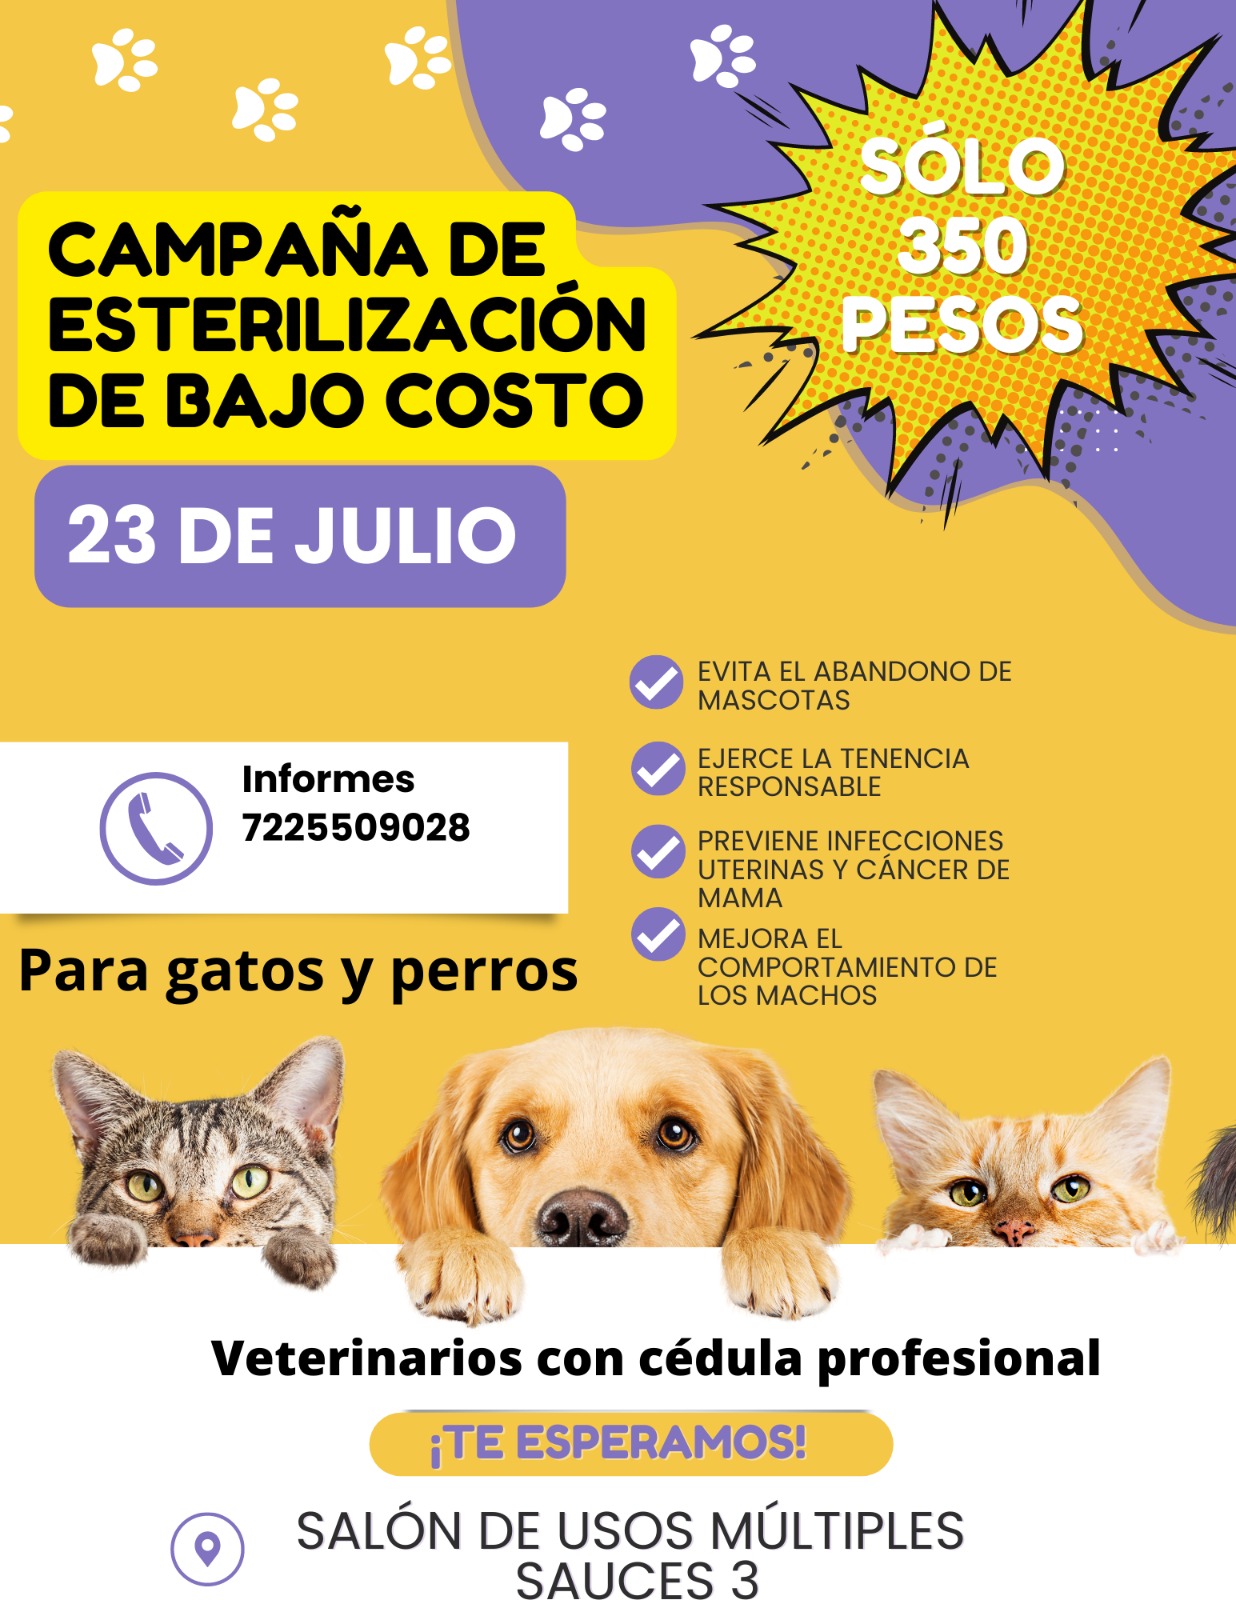 SÓLO
350
PESOS
CAMPAÑA DE
ESTERILIZACIÓN
DE BAJO COSTO
23 DE JULIO
EVITA EL ABANDONO DE
MASCOTAS
EJERCE LA TENENCIA
RESPONSABLE
PREVIENE INFECCIONES
UTERINAS Y CÁNCER DE
MAMA
MEJORA EL
COMPORTAMIENTO DE
LOS MACHOS
Informes
7225509028
Para gatos y perros
Veterinarios con cédula profesional
¡TE ESPERAMOS!
SALÓN DE USOS MÚLTIPLES
SAUCES 3